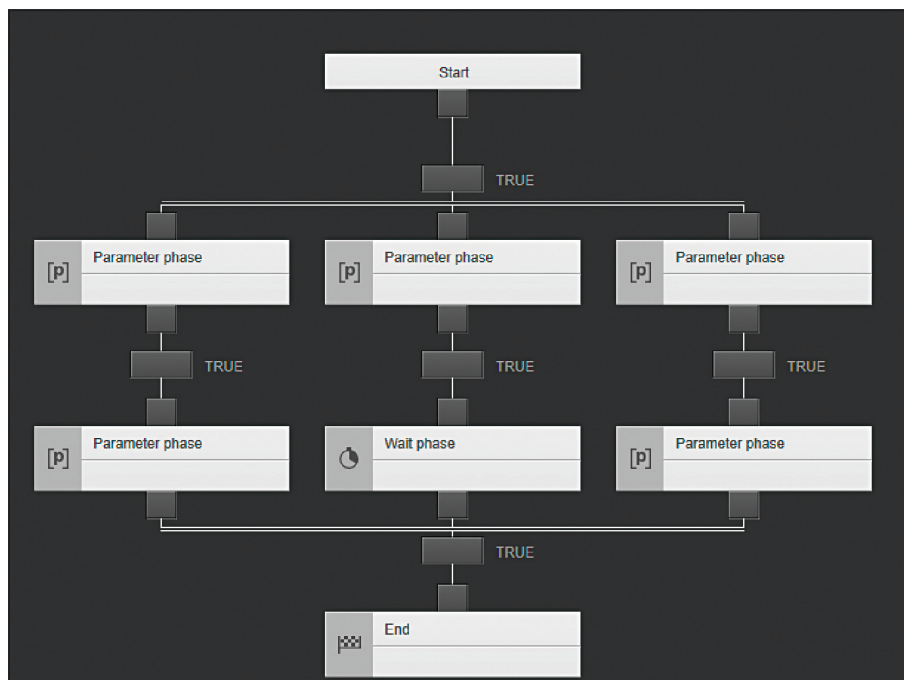 Start
TRUE
Parameter phase
Parameter phase
Parameter phase
[p]
[p]
[p]
TRUE
TRUE
TRUE
Parameter phase
Wait phase
Parameter phase
[p]
[p]
TRUE
End